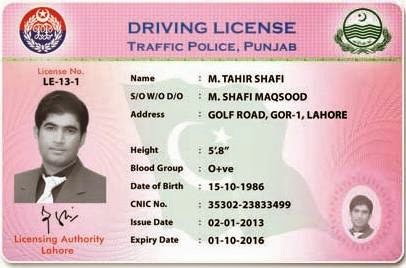 DRIVING LICENSE
TRAFFIC POLICE, PUNJAB
License No.
LE-13-1
Name : M. TAHIR SHAFI
S/O W/O D/O : M. SHAFI MAQSOOD
Address : GOLF ROAD, GOR-1, LAHORE
Height : 5'.8"
Blood Group : O+ve
Date of Birth : 15-10-1986
CNIC No. : 35302-23833499
Issue Date : 02-01-2013
Expiry Date : 01-10-2016
Licensing Authority
Lahore